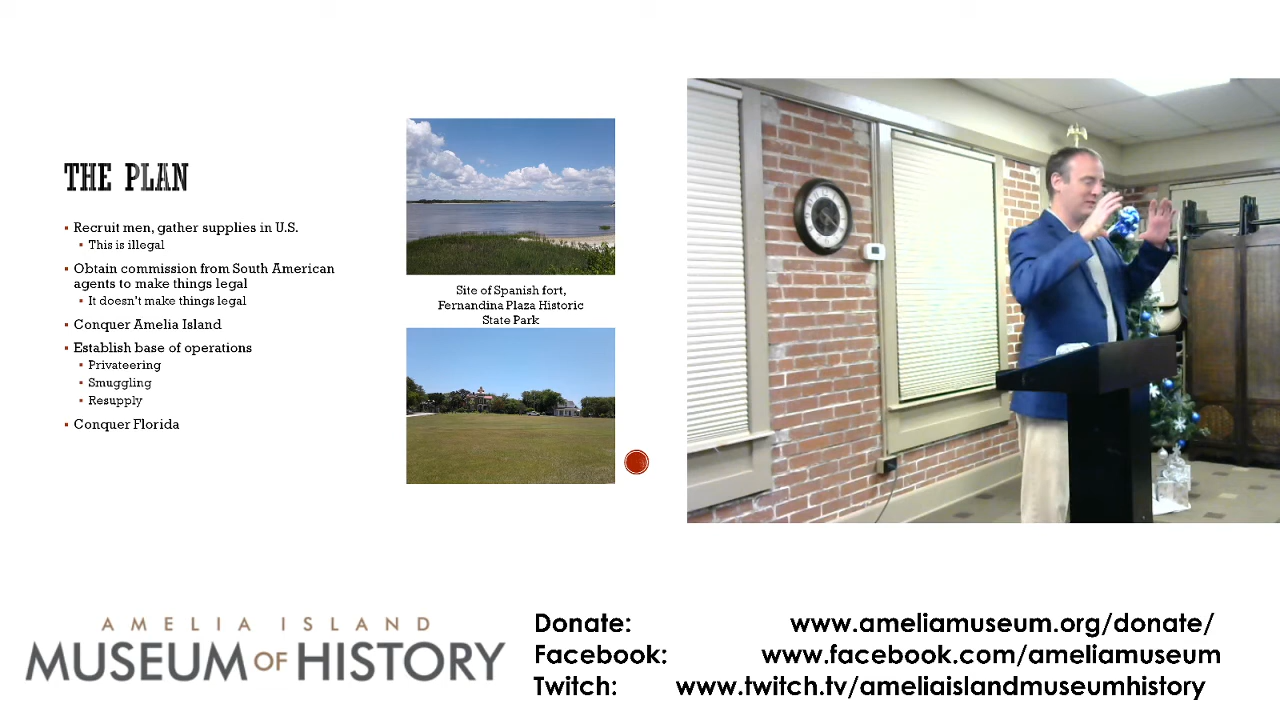 THE PLAN
Recruit men, gather supplies in U.S.
This is illegal
Obtain commission from South American
agents to make things legal
It doesn't make things legal
Conquer Amelia Island
Establish base of operations
Privateering
Smuggling
Resupply
Conquer Florida
Site of Spanish fort,
Fernandina Plaza Historic
State Park
AMELIA ISLAND
MUSEUM OF HISTORY
Donate: www.ameliamuseum.org/donate/
Facebook: www.facebook.com/ameliamuseum
Twitch: www.twitch.tv/ameliaislandmuseumhistory